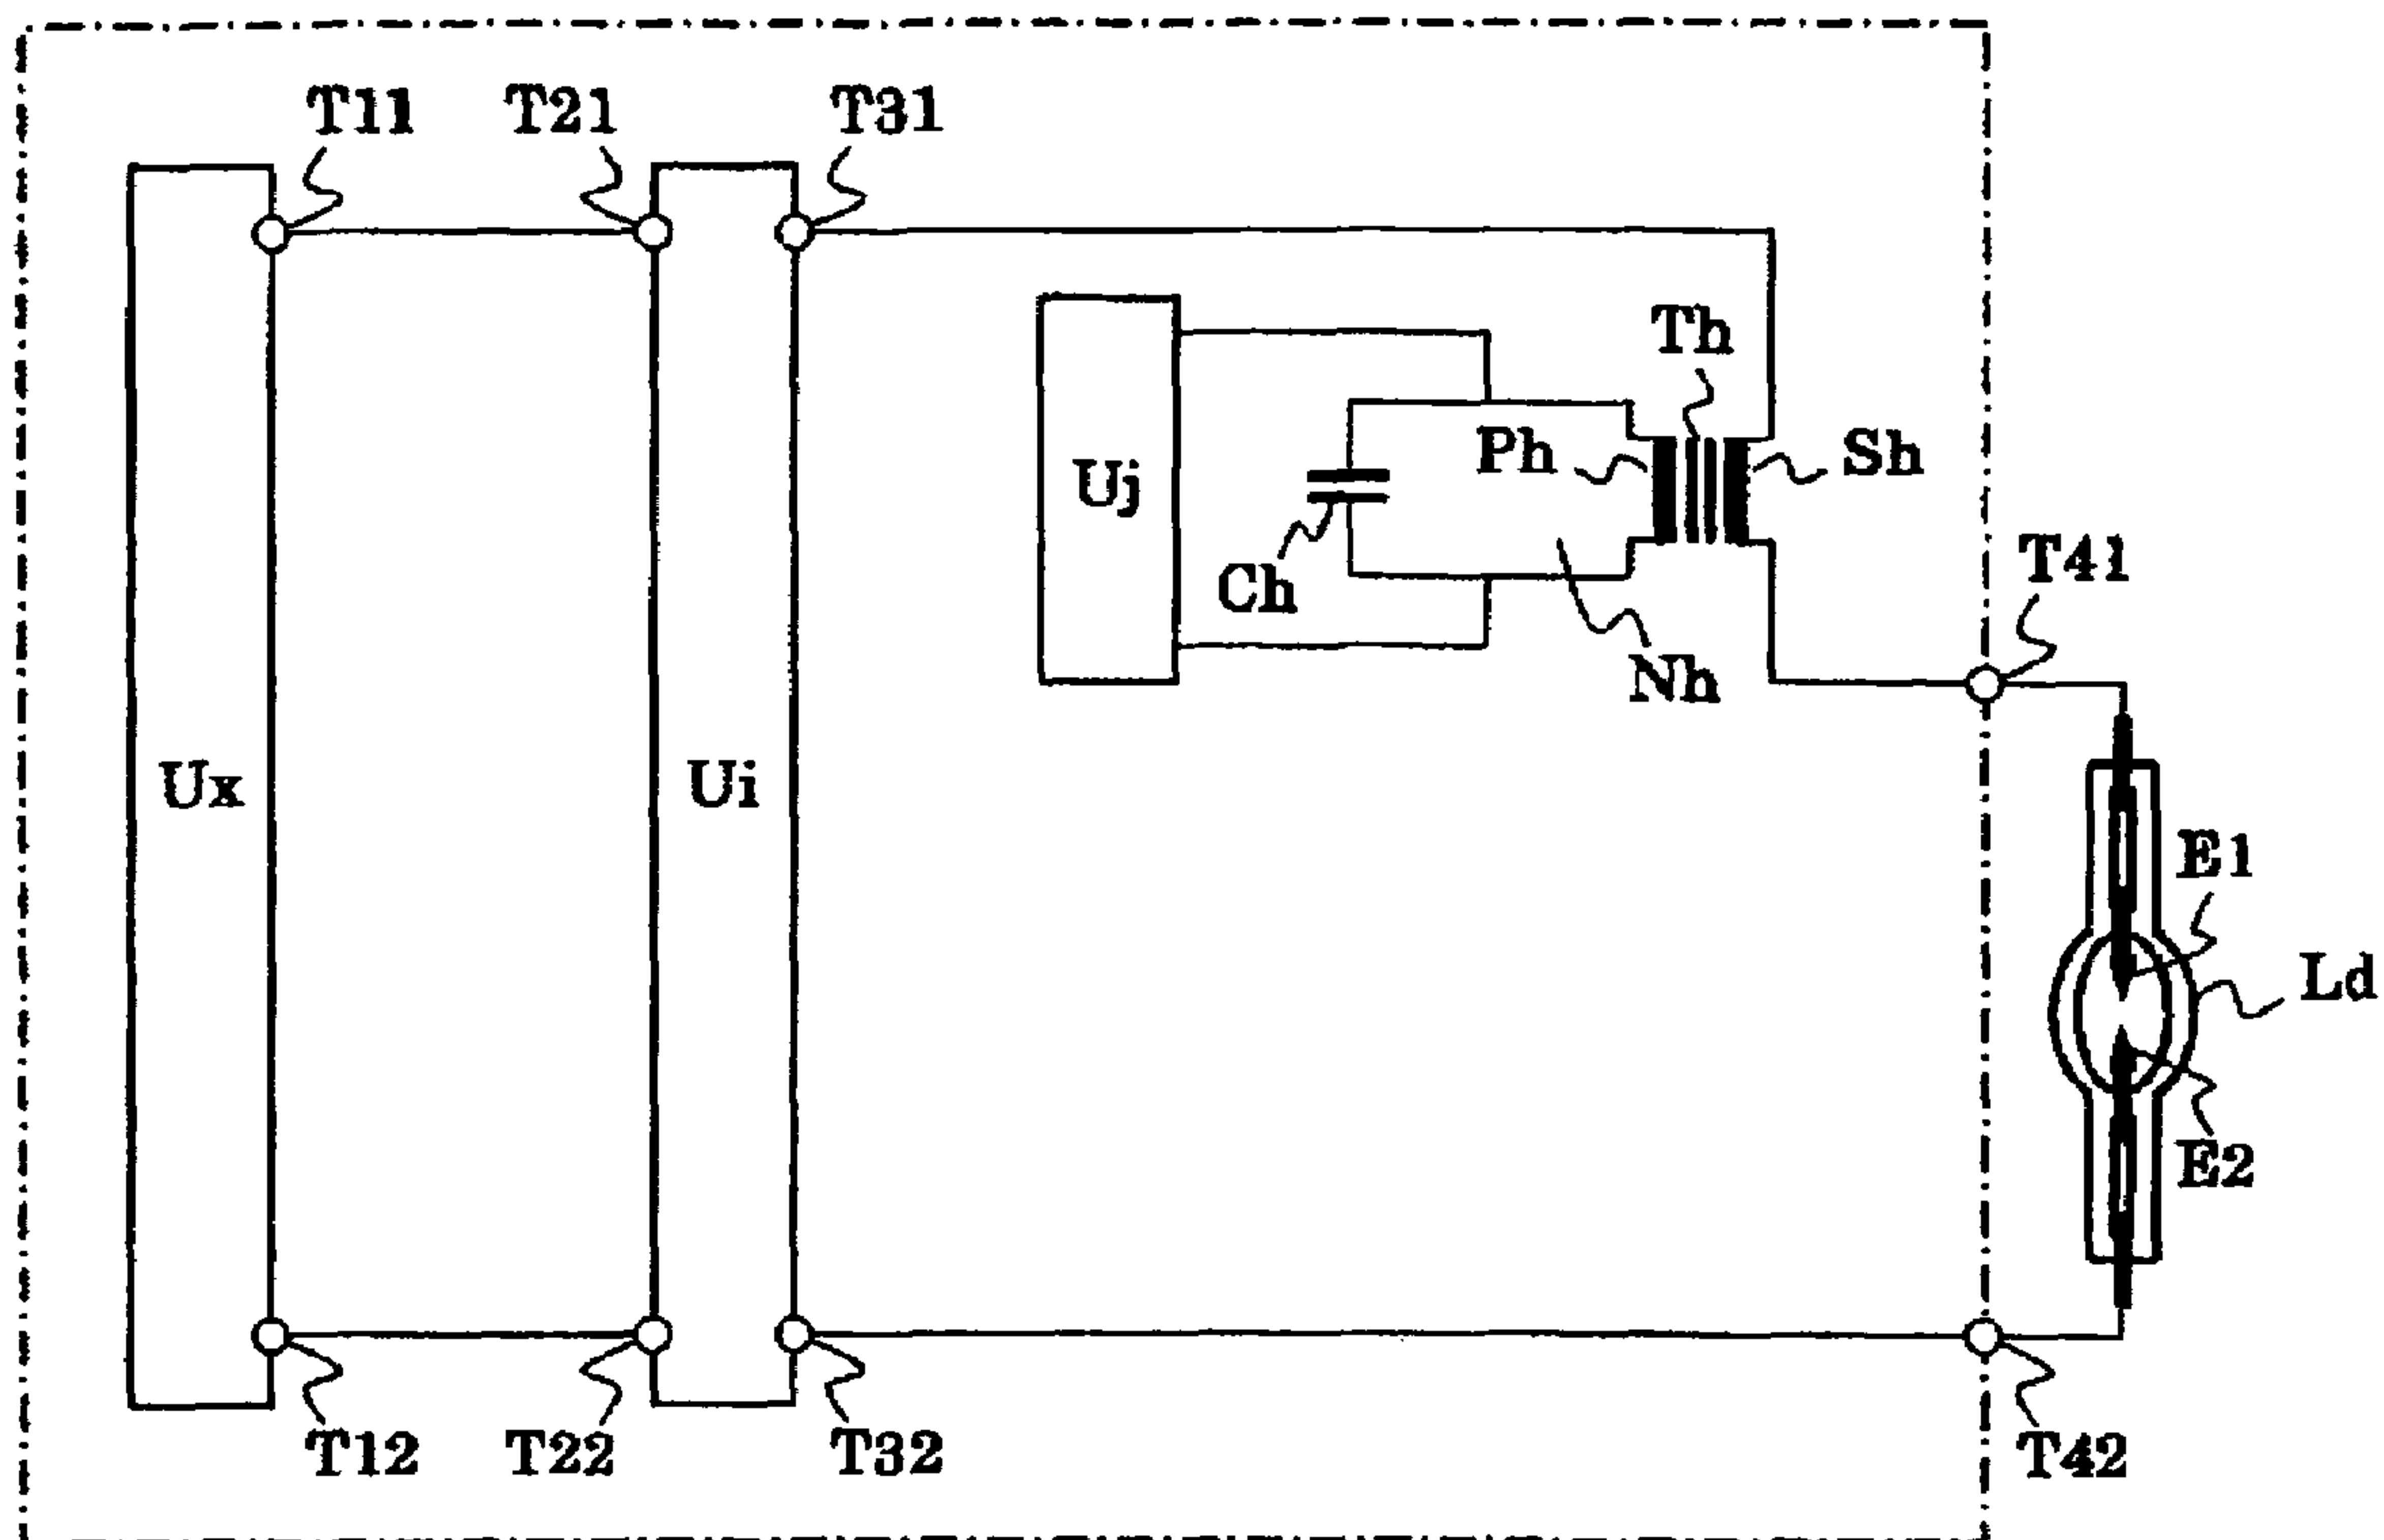 T11 T21 T31
Th
Ph Sh
Uj
T41
Ch
Nh
Ux Ui
E1
Ld
E2
T12 T22 T32 T42